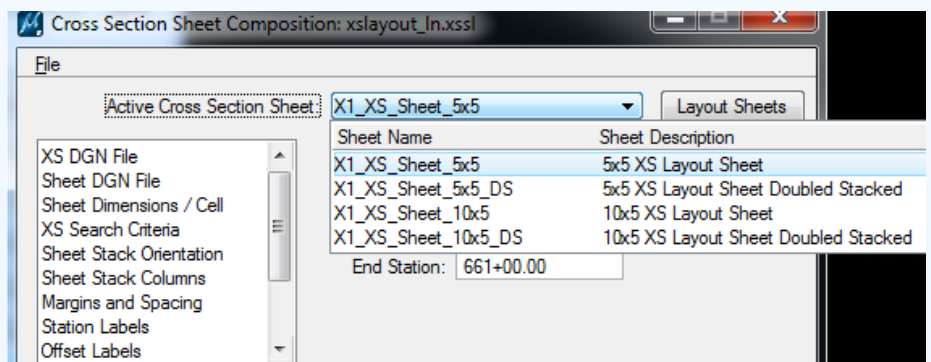 Cross Section Sheet Composition: xslayout_ln.xssl
File
Active Cross Section Sheet: X1_XS_Sheet_5x5 Layout Sheets
Sheet Name Sheet Description
X1_XS_Sheet_5x5 5x5 XS Layout Sheet
X1_XS_Sheet_5x5_DS 5x5 XS Layout Sheet Doubled Stacked
X1_XS_Sheet_10x5 10x5 XS Layout Sheet
X1_XS_Sheet_10x5_DS 10x5 XS Layout Sheet Doubled Stacked
End Station: 661+00.00
XS DGN File
Sheet DGN File
Sheet Dimensions / Cell
XS Search Criteria
Sheet Stack Orientation
Sheet Stack Columns
Margins and Spacing
Station Labels
Offset Labels